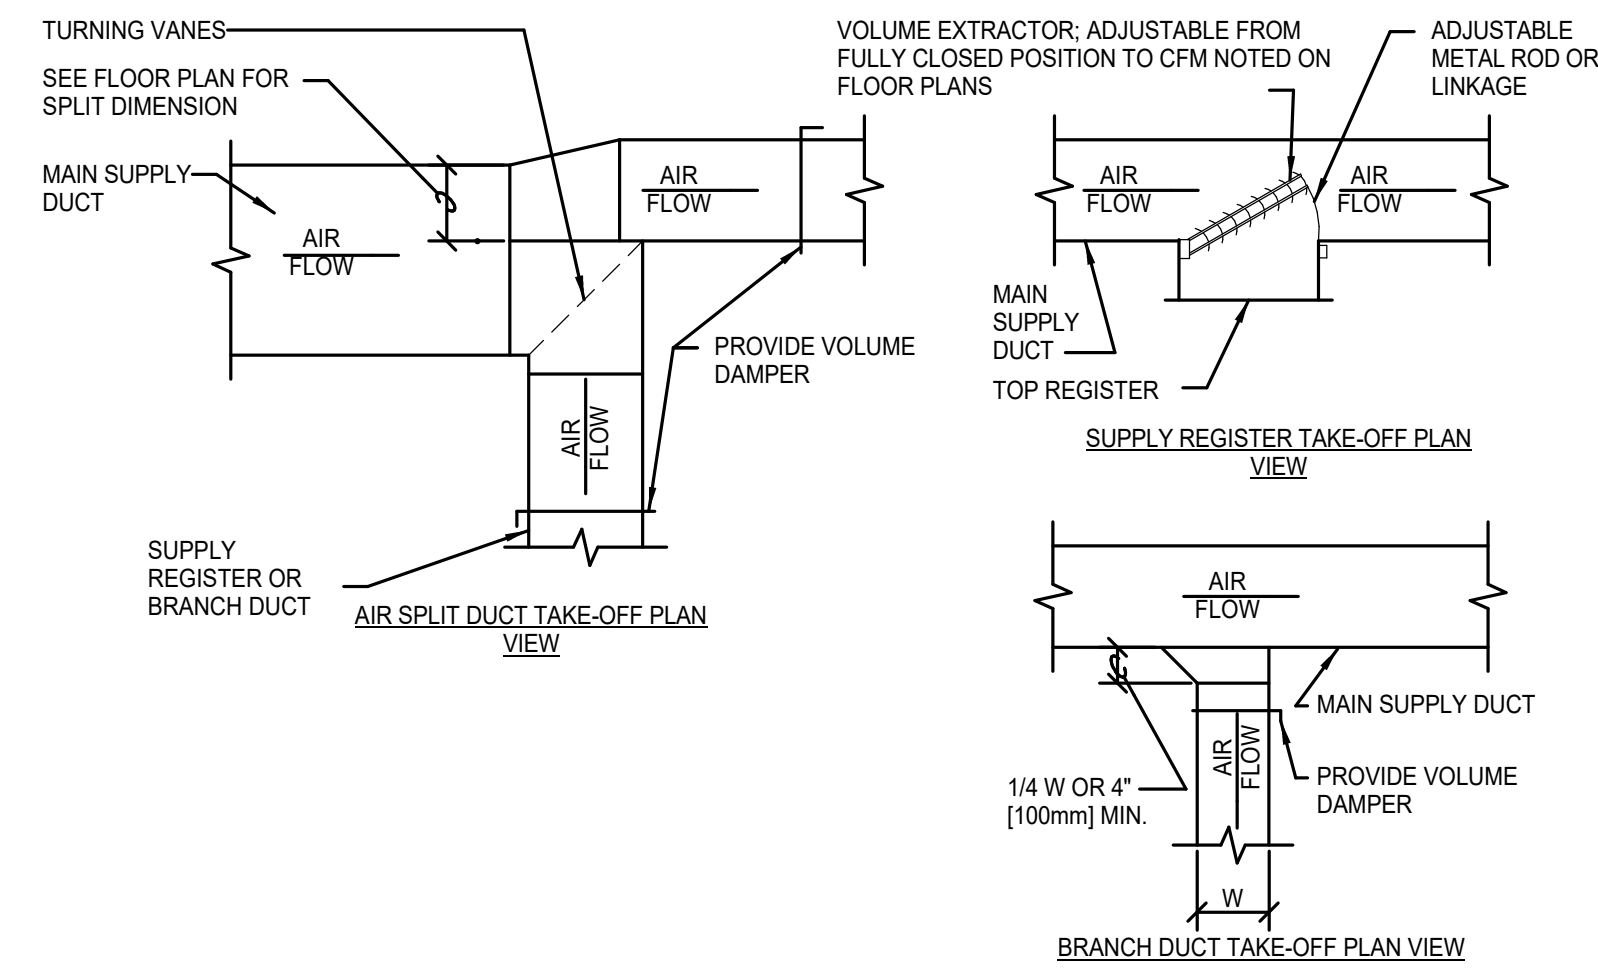 TURNING VANES
SEE FLOOR PLAN FOR
SPLIT DIMENSION
MAIN SUPPLY
DUCT
AIR
FLOW
AIR
FLOW
PROVIDE VOLUME
DAMPER
AIR
FLOW
SUPPLY
REGISTER OR
BRANCH DUCT
AIR SPLIT DUCT TAKE-OFF PLAN
VIEW
VOLUME EXTRACTOR; ADJUSTABLE FROM
FULLY CLOSED POSITION TO CFM NOTED ON
FLOOR PLANS
ADJUSTABLE
METAL ROD OR
LINKAGE
AIR
FLOW
AIR
FLOW
MAIN
SUPPLY
DUCT
TOP REGISTER
SUPPLY REGISTER TAKE-OFF PLAN
VIEW
AIR
FLOW
MAIN SUPPLY DUCT
AIR
FLOW
PROVIDE VOLUME
DAMPER
1/4 W OR 4"
[100mm] MIN.
W
BRANCH DUCT TAKE-OFF PLAN VIEW